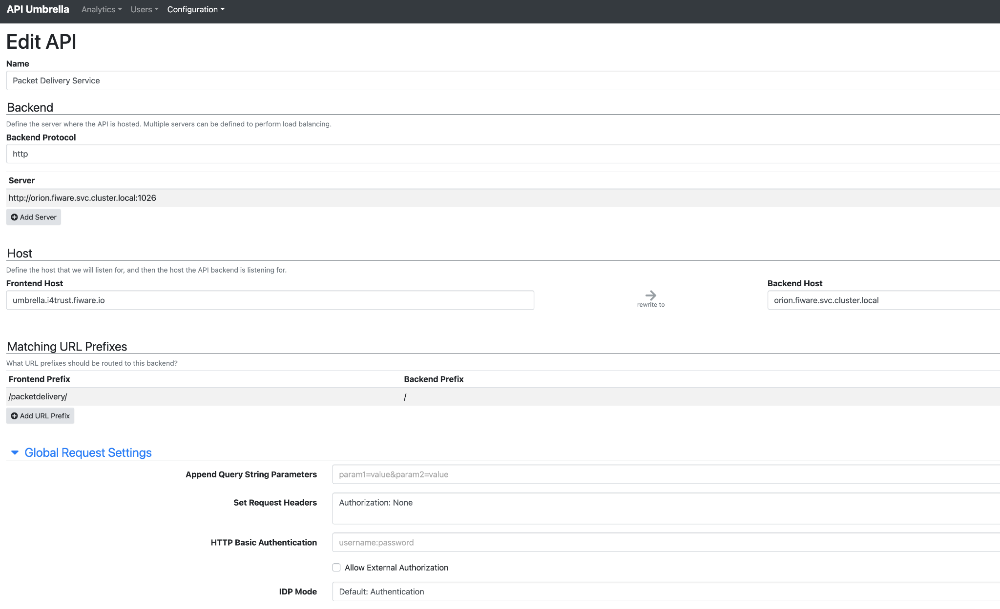 API Umbrella Analytics Users Configuration
Edit API
Name
Packet Delivery Service
Backend
Define the server where the API is hosted. Multiple servers can be defined to perform load balancing.
Backend Protocol
http
Server
http://orion.fiware.svc.cluster.local:1026
Add Server
Host
Define the host that we will listen for, and then the host the API backend is listening for.
Frontend Host
umbrella.i4trust.fiware.io
rewrite to
Backend Host
orion.fiware.svc.cluster.local
Matching URL Prefixes
What URL prefixes should be routed to this backend?
Frontend Prefix Backend Prefix
/packetdelivery/ /
Add URL Prefix
Global Request Settings
Append Query String Parameters param1=value&param2=value
Set Request Headers Authorization: None
HTTP Basic Authentication username:password
Allow External Authorization
IDP Mode Default: Authentication